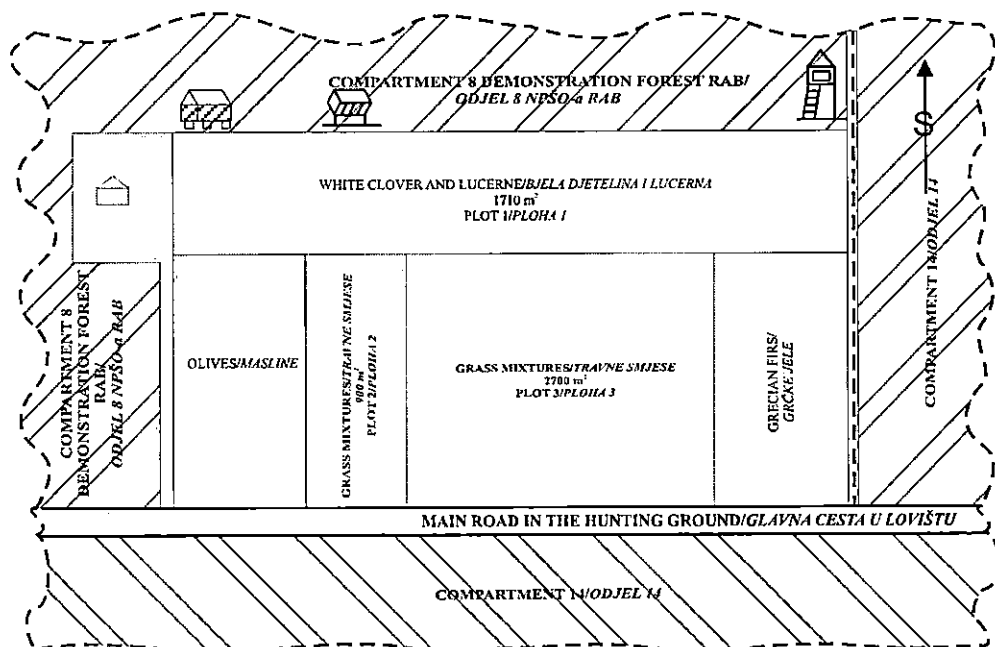 COMPARTMENT 8 DEMONSTRATION FOREST RAB/
ODJEL 8 NPŠO-a RAB
S
WHITE CLOVER AND LUCERNE/BJELA DJETELINA I LUCERNA
1710 m²
PLOT 1/PLOHA 1
COMPARTMENT 8
DEMONSTRATION FOREST
RAB/
ODJEL 8 NPŠO-a RAB
OLIVES/MASLINE
GRASS MIXTURES/TRAVNE SMJESE
900 m²
PLOT 2/PLOHA 2
GRASS MIXTURES/TRAVNE SMJESE
2700 m²
PLOT 3/PLOHA 3
GRECIAN FIRS/
GRČKE JELE
COMPARTMENT 14/ODJEL 14
MAIN ROAD IN THE HUNTING GROUND/GLAVNA CESTA U LOVIŠTU
COMPARTMENT 14/ODJEL 14